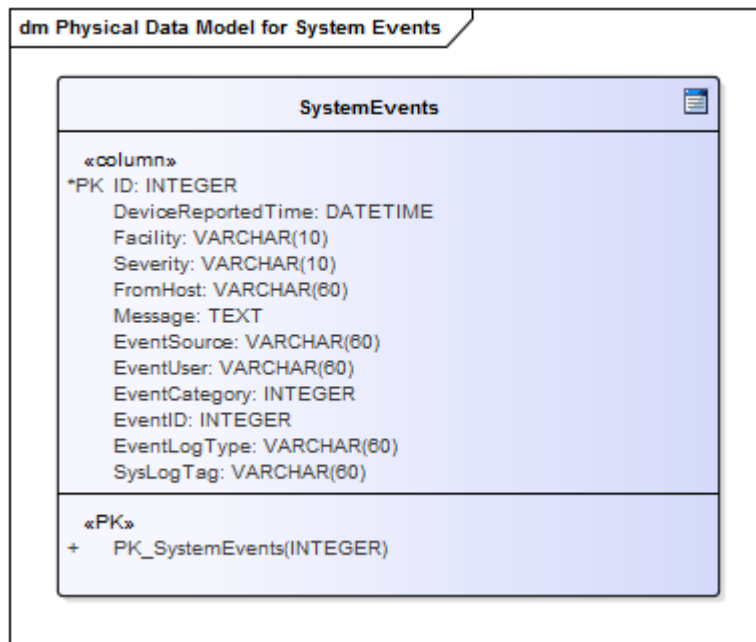 dm Physical Data Model for System Events
SystemEvents
«column»
*PK ID: INTEGER
DeviceReportedTime: DATETIME
Facility: VARCHAR(10)
Severity: VARCHAR(10)
FromHost: VARCHAR(60)
Message: TEXT
EventSource: VARCHAR(60)
EventUser: VARCHAR(60)
EventCategory: INTEGER
EventID: INTEGER
EventLogType: VARCHAR(60)
SysLogTag: VARCHAR(60)
«PK»
+ PK_SystemEvents(INTEGER)